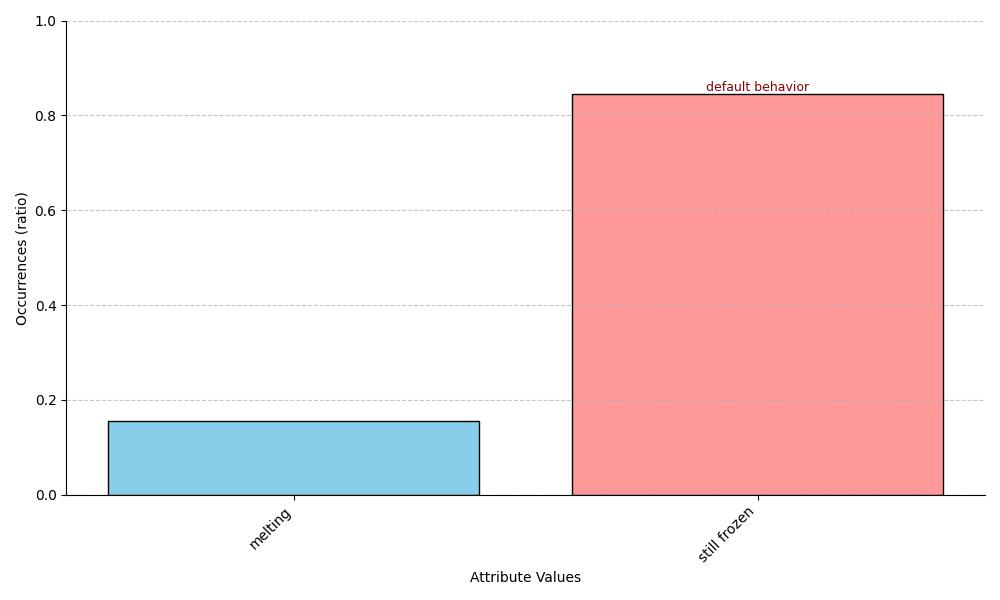 1.0
0.8
0.6
0.4
0.2
0.0
Occurrences (ratio)
default behavior
melting
still frozen
Attribute Values